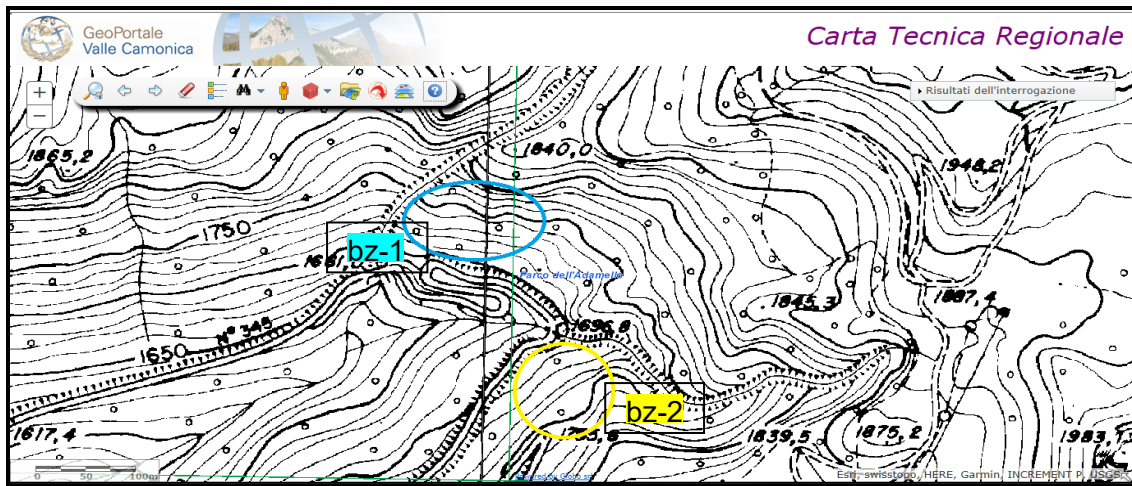 GeoPortale
Valle Camonica
Carta Tecnica Regionale
+
−
Risultati dell'interrogazione
1865,2
1840,0
1948,2
1750
bz-1
Parco dell'Adamello
1845,3
1887,4
N° 345
1696,8
1650
bz-2
1617,4
1839,5
1875,2
1983,1
0 50 100m
Esri, swisstopo, HERE, Garmin, INCREMENT P, USGS